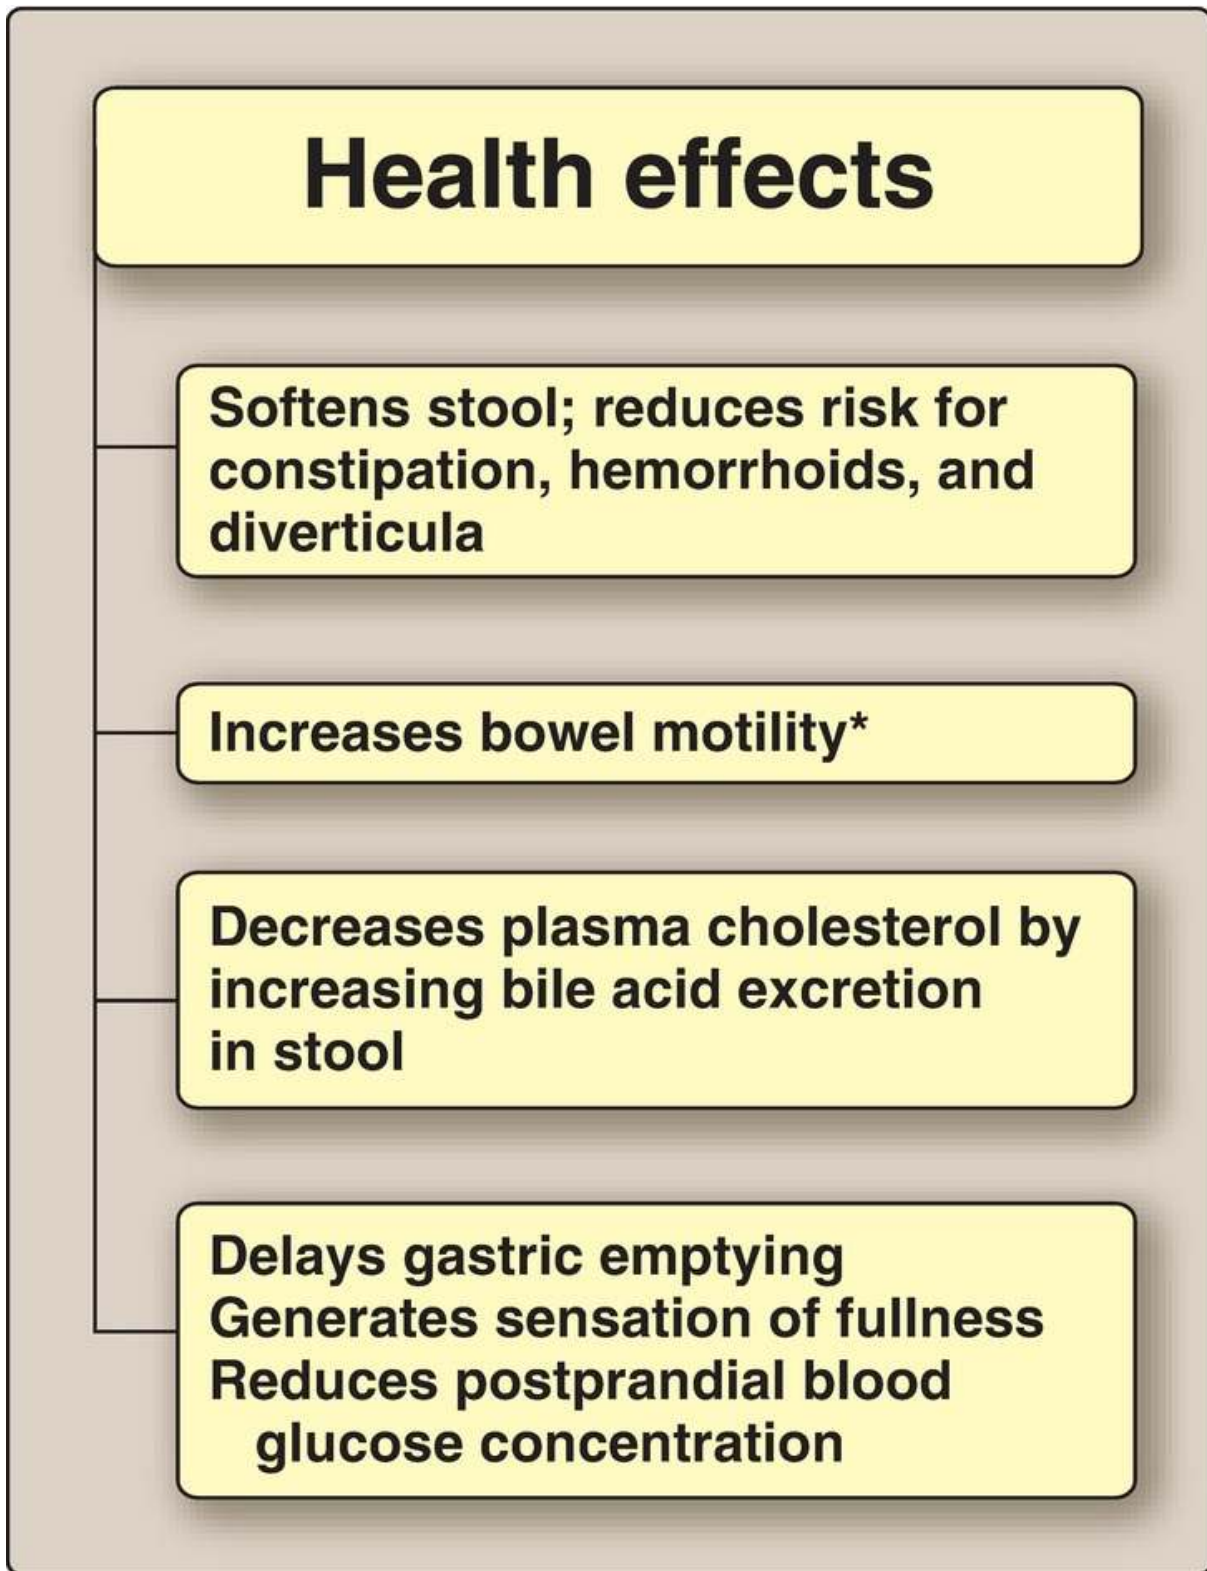 Health effects
Softens stool; reduces risk for
constipation, hemorrhoids, and
diverticula
Increases bowel motility*
Decreases plasma cholesterol by
increasing bile acid excretion
in stool
Delays gastric emptying
Generates sensation of fullness
Reduces postprandial blood
glucose concentration